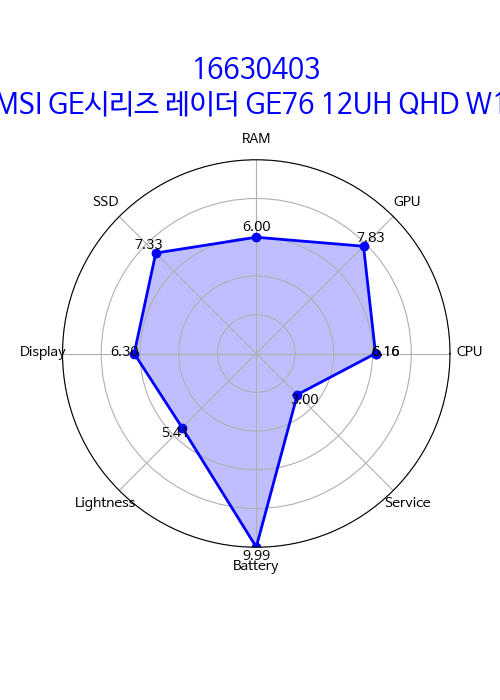 16630403
MSI GE시리즈 레이더 GE76 12UH QHD W1
RAM
SSD
GPU
6.00
7.33
7.83
Display
6.30
6.16
CPU
5.41
3.00
Lightness
Service
9.99
Battery